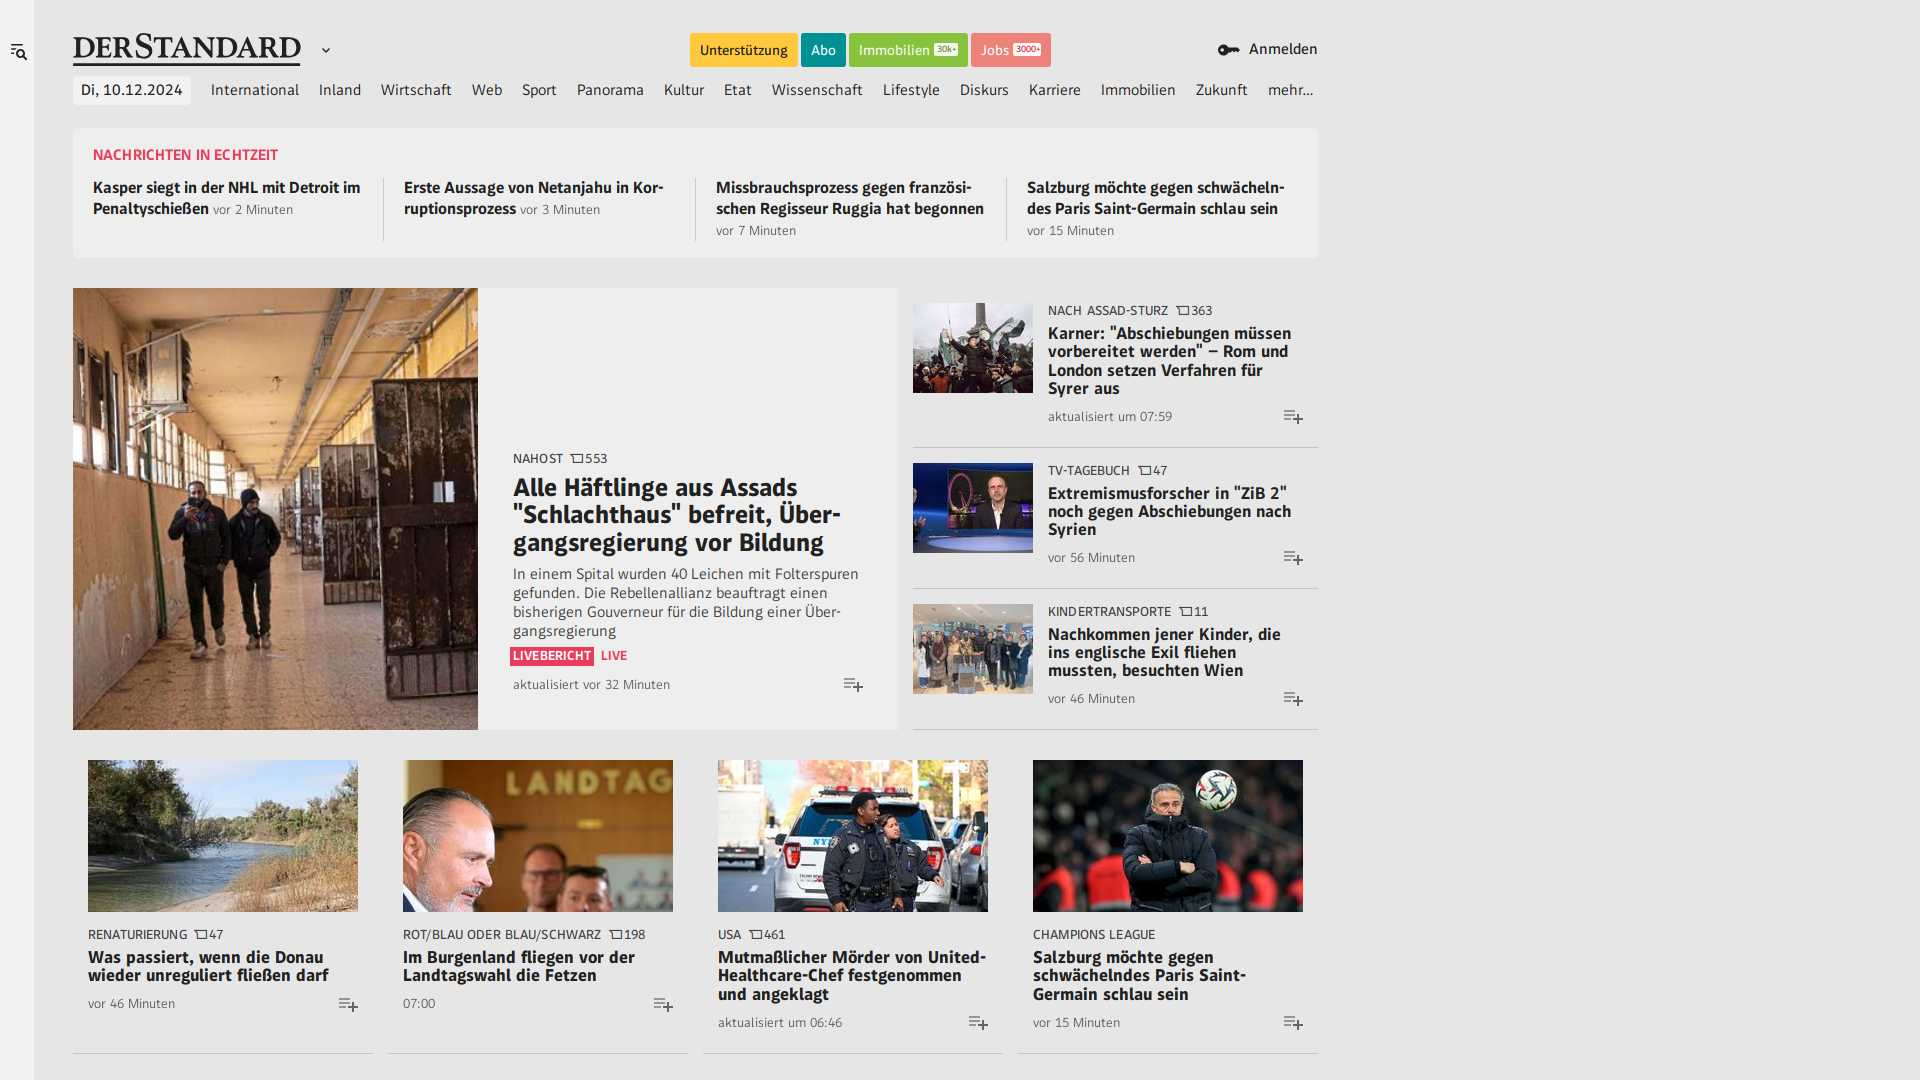 DERSTANDARD
Unterstützung
Abo
Immobilien 30k+
Jobs 3000+
Anmelden
Di, 10.12.2024
International
Inland
Wirtschaft
Web
Sport
Panorama
Kultur
Etat
Wissenschaft
Lifestyle
Diskurs
Karriere
Immobilien
Zukunft
mehr…
NACHRICHTEN IN ECHTZEIT
Kasper siegt in der NHL mit Detroit im
Penaltyschießen vor 2 Minuten
Erste Aussage von Netanjahu in Kor-
ruptionsprozess vor 3 Minuten
Missbrauchsprozess gegen französi-
schen Regisseur Ruggia hat begonnen
vor 7 Minuten
Salzburg möchte gegen schwächeln-
des Paris Saint-Germain schlau sein
vor 15 Minuten
NAHOST 553
Alle Häftlinge aus Assads
"Schlachthaus" befreit, Über-
gangsregierung vor Bildung
In einem Spital wurden 40 Leichen mit Folterspuren
gefunden. Die Rebellenallianz beauftragt einen
bisherigen Gouverneur für die Bildung einer Über-
gangsregierung
LIVEBERICHT LIVE
aktualisiert vor 32 Minuten
NACH ASSAD-STURZ 363
Karner: "Abschiebungen müssen
vorbereitet werden" – Rom und
London setzen Verfahren für
Syrer aus
aktualisiert um 07:59
TV-TAGEBUCH 47
Extremismusforscher in "ZiB 2"
noch gegen Abschiebungen nach
Syrien
vor 56 Minuten
KINDERTRANSPORTE 11
Nachkommen jener Kinder, die
ins englische Exil fliehen
mussten, besuchten Wien
vor 46 Minuten
RENATURIERUNG 47
Was passiert, wenn die Donau
wieder unreguliert fließen darf
vor 46 Minuten
LANDTAG
ROT/BLAU ODER BLAU/SCHWARZ 198
Im Burgenland fliegen vor der
Landtagswahl die Fetzen
07:00
USA 461
Mutmaßlicher Mörder von United-
Healthcare-Chef festgenommen
und angeklagt
aktualisiert um 06:46
CHAMPIONS LEAGUE
Salzburg möchte gegen
schwächelndes Paris Saint-
Germain schlau sein
vor 15 Minuten